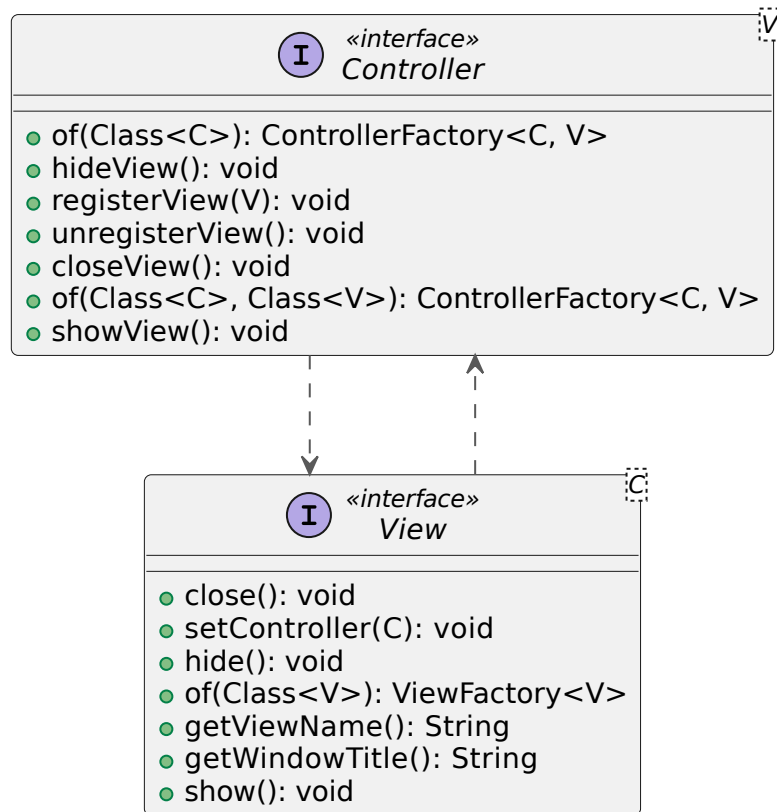 V
I
«interface»
Controller
of(Class<C>): ControllerFactory<C, V>
hideView(): void
registerView(V): void
unregisterView(): void
closeView(): void
of(Class<C>, Class<V>): ControllerFactory<C, V>
showView(): void
C
I
«interface»
View
close(): void
setController(C): void
hide(): void
of(Class<V>): ViewFactory<V>
getViewName(): String
getWindowTitle(): String
show(): void